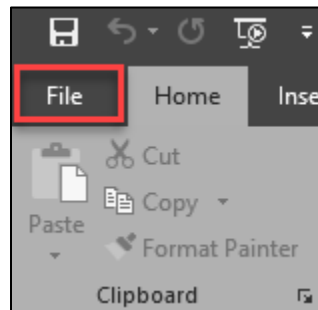 File Home Inse
Cut
Copy
Paste
Format Painter
Clipboard